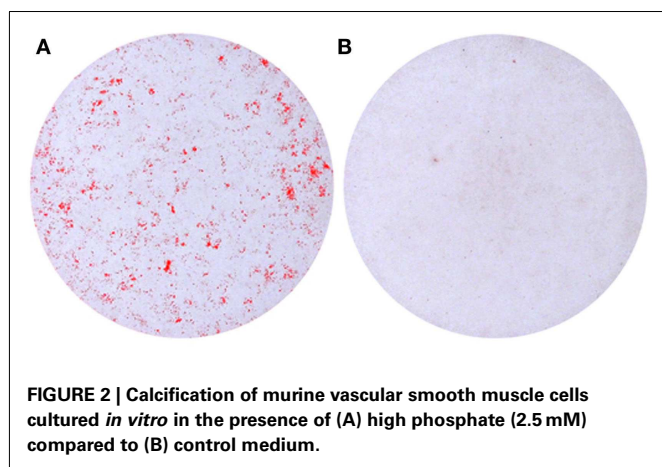 A
B
FIGURE 2 | Calcification of murine vascular smooth muscle cells
cultured in vitro in the presence of (A) high phosphate (2.5 mM)
compared to (B) control medium.